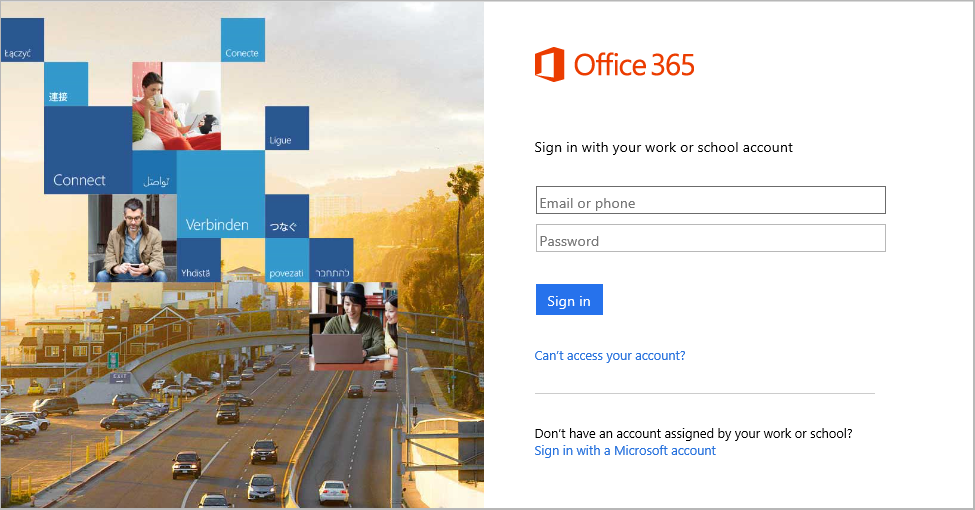 Łączyć
Conecte
連接
Ligue
Connect
تواصل
Verbinden
つなぐ
Yhdistä
povezati
להתחבר
EXIT
Office 365
Sign in with your work or school account
Email or phone
Password
Sign in
Can't access your account?
Don't have an account assigned by your work or school?
Sign in with a Microsoft account